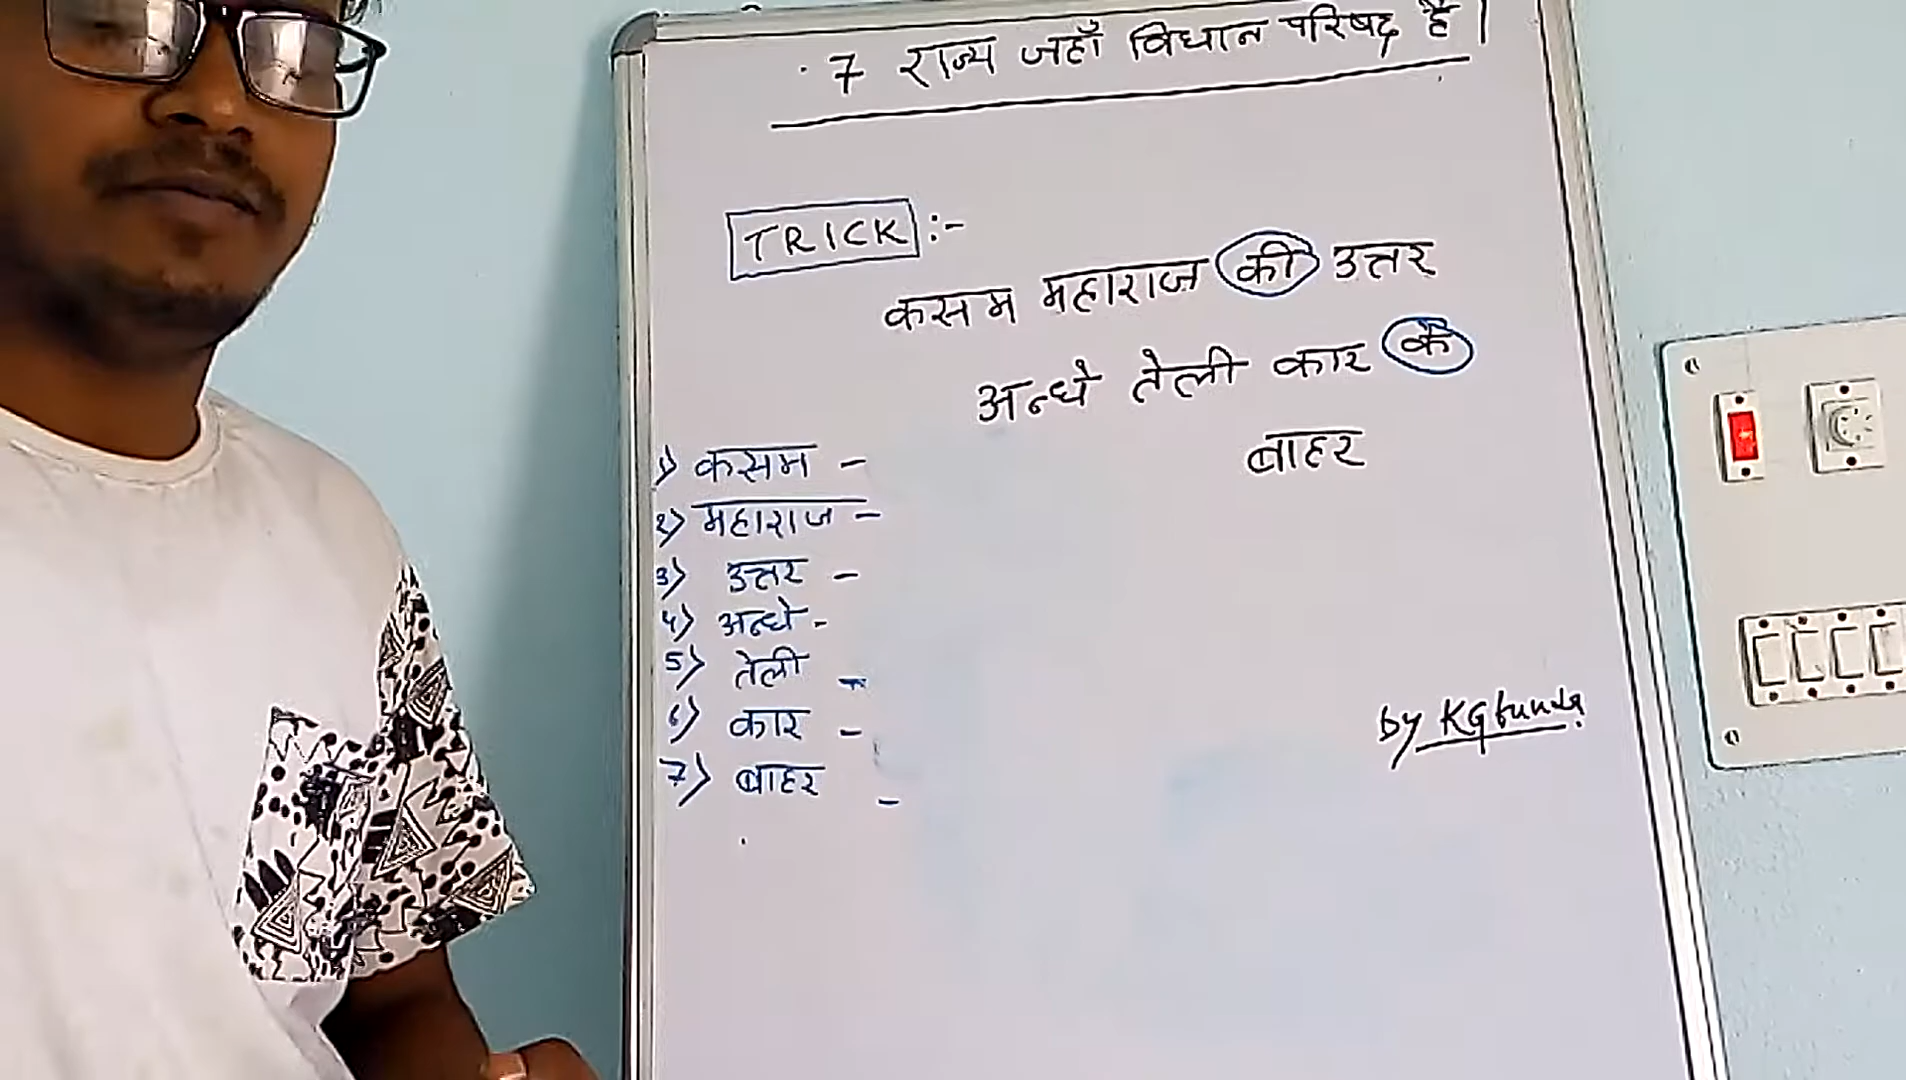 7 राज्य जहाँ विधान परिषद् है।
TRICK :-
कसम महाराज की उत्तर
अन्धे तेली कार के
बाहर
1) कसम -
2) महाराज -
3) उत्तर -
4) अन्धे -
5) तेली -
6) कार -
7) बाहर -
by KGfunda